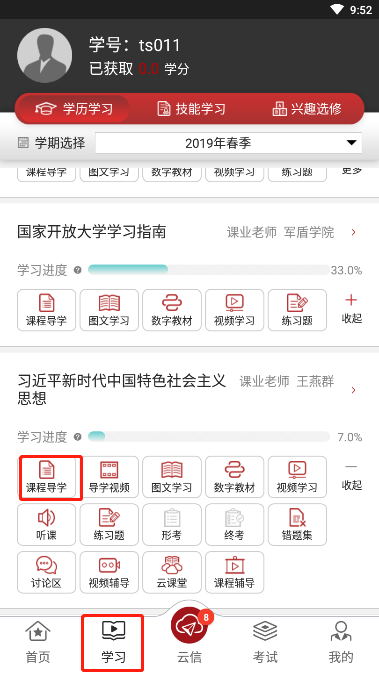 9:52
学号：ts011
已获取 0.0 学分
学历学习 技能学习 兴趣选修
学期选择 2019年春季
课程导学 图文学习 数字教材 视频学习 练习题 更多
国家开放大学学习指南 课业老师 军盾学院
学习进度 ? 33.0%
课程导学 图文学习 数字教材 视频学习 练习题 收起
习近平新时代中国特色社会主义 课业老师 王燕群
思想
学习进度 ? 7.0%
课程导学 导学视频 图文学习 数字教材 视频学习 收起
听课 练习题 形考 终考 错题集
讨论区 视频辅导 云课堂 课程辅导
8
首页 学习 云信 考试 我的